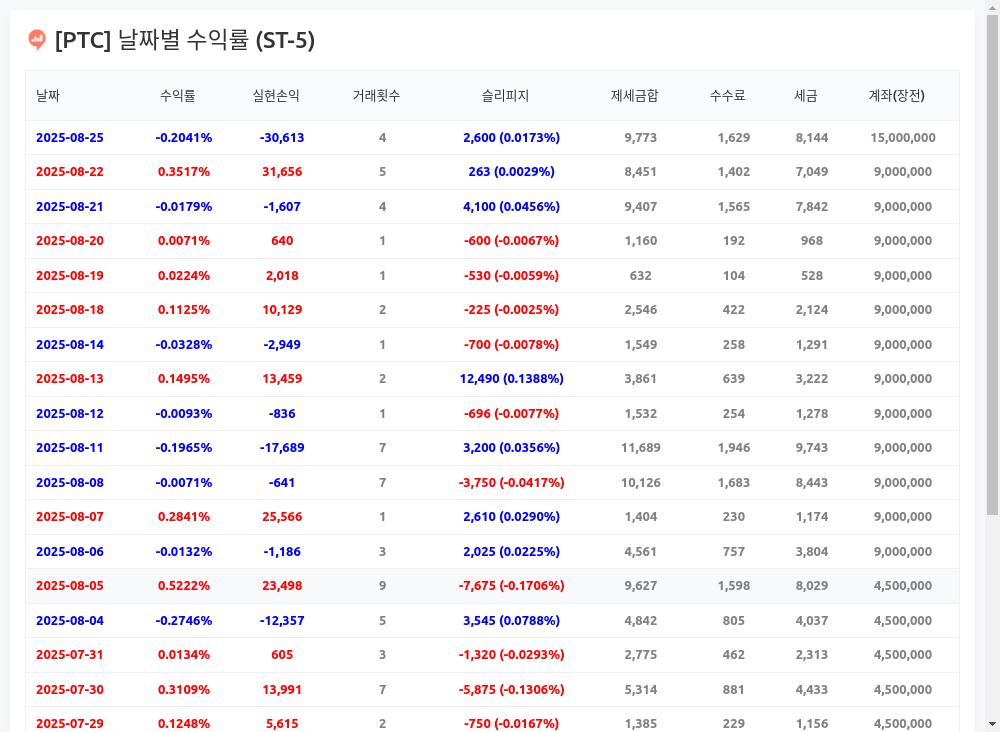 [PTC] 날짜별 수익률 (ST-5)
날짜 수익률 실현손익 거래횟수 슬리피지 제세금합 수수료 세금 계좌(장전)
2025-08-25 -0.2041% -30,613 4 2,600 (0.0173%) 9,773 1,629 8,144 15,000,000
2025-08-22 0.3517% 31,656 5 263 (0.0029%) 8,451 1,402 7,049 9,000,000
2025-08-21 -0.0179% -1,607 4 4,100 (0.0456%) 9,407 1,565 7,842 9,000,000
2025-08-20 0.0071% 640 1 -600 (-0.0067%) 1,160 192 968 9,000,000
2025-08-19 0.0224% 2,018 1 -530 (-0.0059%) 632 104 528 9,000,000
2025-08-18 0.1125% 10,129 2 -225 (-0.0025%) 2,546 422 2,124 9,000,000
2025-08-14 -0.0328% -2,949 1 -700 (-0.0078%) 1,549 258 1,291 9,000,000
2025-08-13 0.1495% 13,459 2 12,490 (0.1388%) 3,861 639 3,222 9,000,000
2025-08-12 -0.0093% -836 1 -696 (-0.0077%) 1,532 254 1,278 9,000,000
2025-08-11 -0.1965% -17,689 7 3,200 (0.0356%) 11,689 1,946 9,743 9,000,000
2025-08-08 -0.0071% -641 7 -3,750 (-0.0417%) 10,126 1,683 8,443 9,000,000
2025-08-07 0.2841% 25,566 1 2,610 (0.0290%) 1,404 230 1,174 9,000,000
2025-08-06 -0.0132% -1,186 3 2,025 (0.0225%) 4,561 757 3,804 9,000,000
2025-08-05 0.5222% 23,498 9 -7,675 (-0.1706%) 9,627 1,598 8,029 4,500,000
2025-08-04 -0.2746% -12,357 5 3,545 (0.0788%) 4,842 805 4,037 4,500,000
2025-07-31 0.0134% 605 3 -1,320 (-0.0293%) 2,775 462 2,313 4,500,000
2025-07-30 0.3109% 13,991 7 -5,875 (-0.1306%) 5,314 881 4,433 4,500,000
2025-07-29 0.1248% 5,615 2 -750 (-0.0167%) 1,385 229 1,156 4,500,000